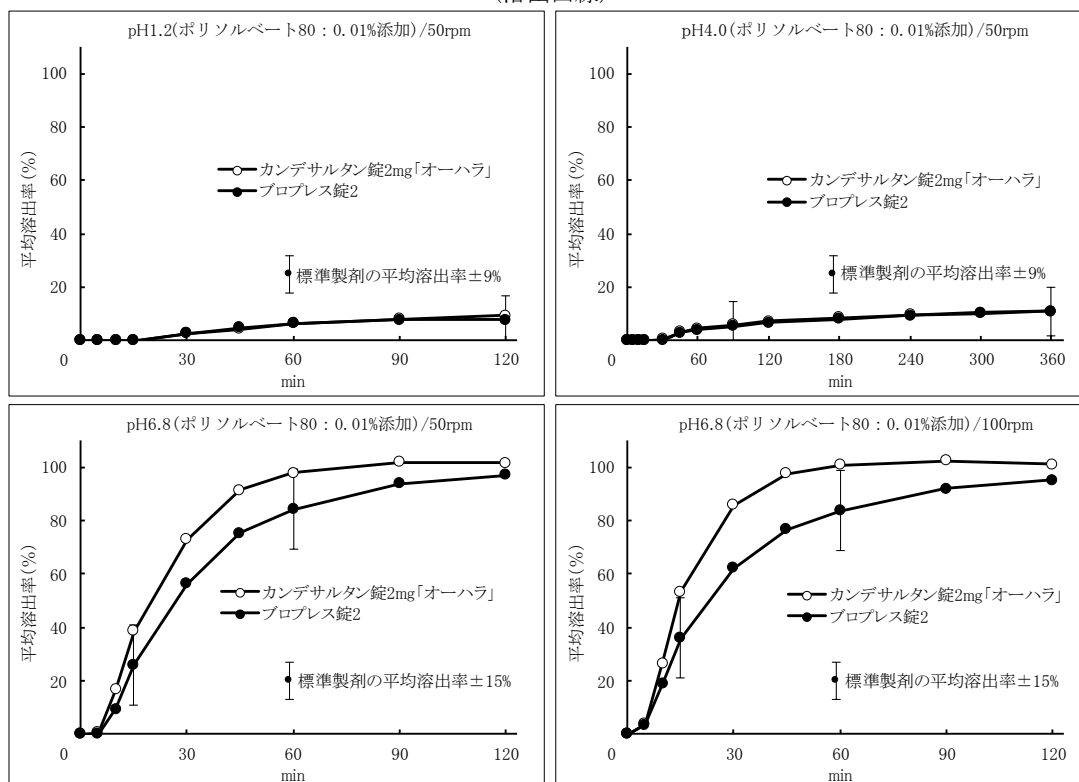 pH1.2(ポリソルベート80：0.01%添加)/50rpm
平均溶出率(%)
100
80
60
40
20
0
30
60
90
120
min
カンデサルタン錠2mg「オーハラ」
ブロプレス錠2
標準製剤の平均溶出率±9%
pH4.0(ポリソルベート80：0.01%添加)/50rpm
平均溶出率(%)
100
80
60
40
20
0
60
120
180
240
300
360
min
カンデサルタン錠2mg「オーハラ」
ブロプレス錠2
標準製剤の平均溶出率±9%
pH6.8(ポリソルベート80：0.01%添加)/50rpm
平均溶出率(%)
100
80
60
40
20
0
30
60
90
120
min
カンデサルタン錠2mg「オーハラ」
ブロプレス錠2
標準製剤の平均溶出率±15%
pH6.8(ポリソルベート80：0.01%添加)/100rpm
平均溶出率(%)
100
80
60
40
20
0
30
60
90
120
min
カンデサルタン錠2mg「オーハラ」
ブロプレス錠2
標準製剤の平均溶出率±15%